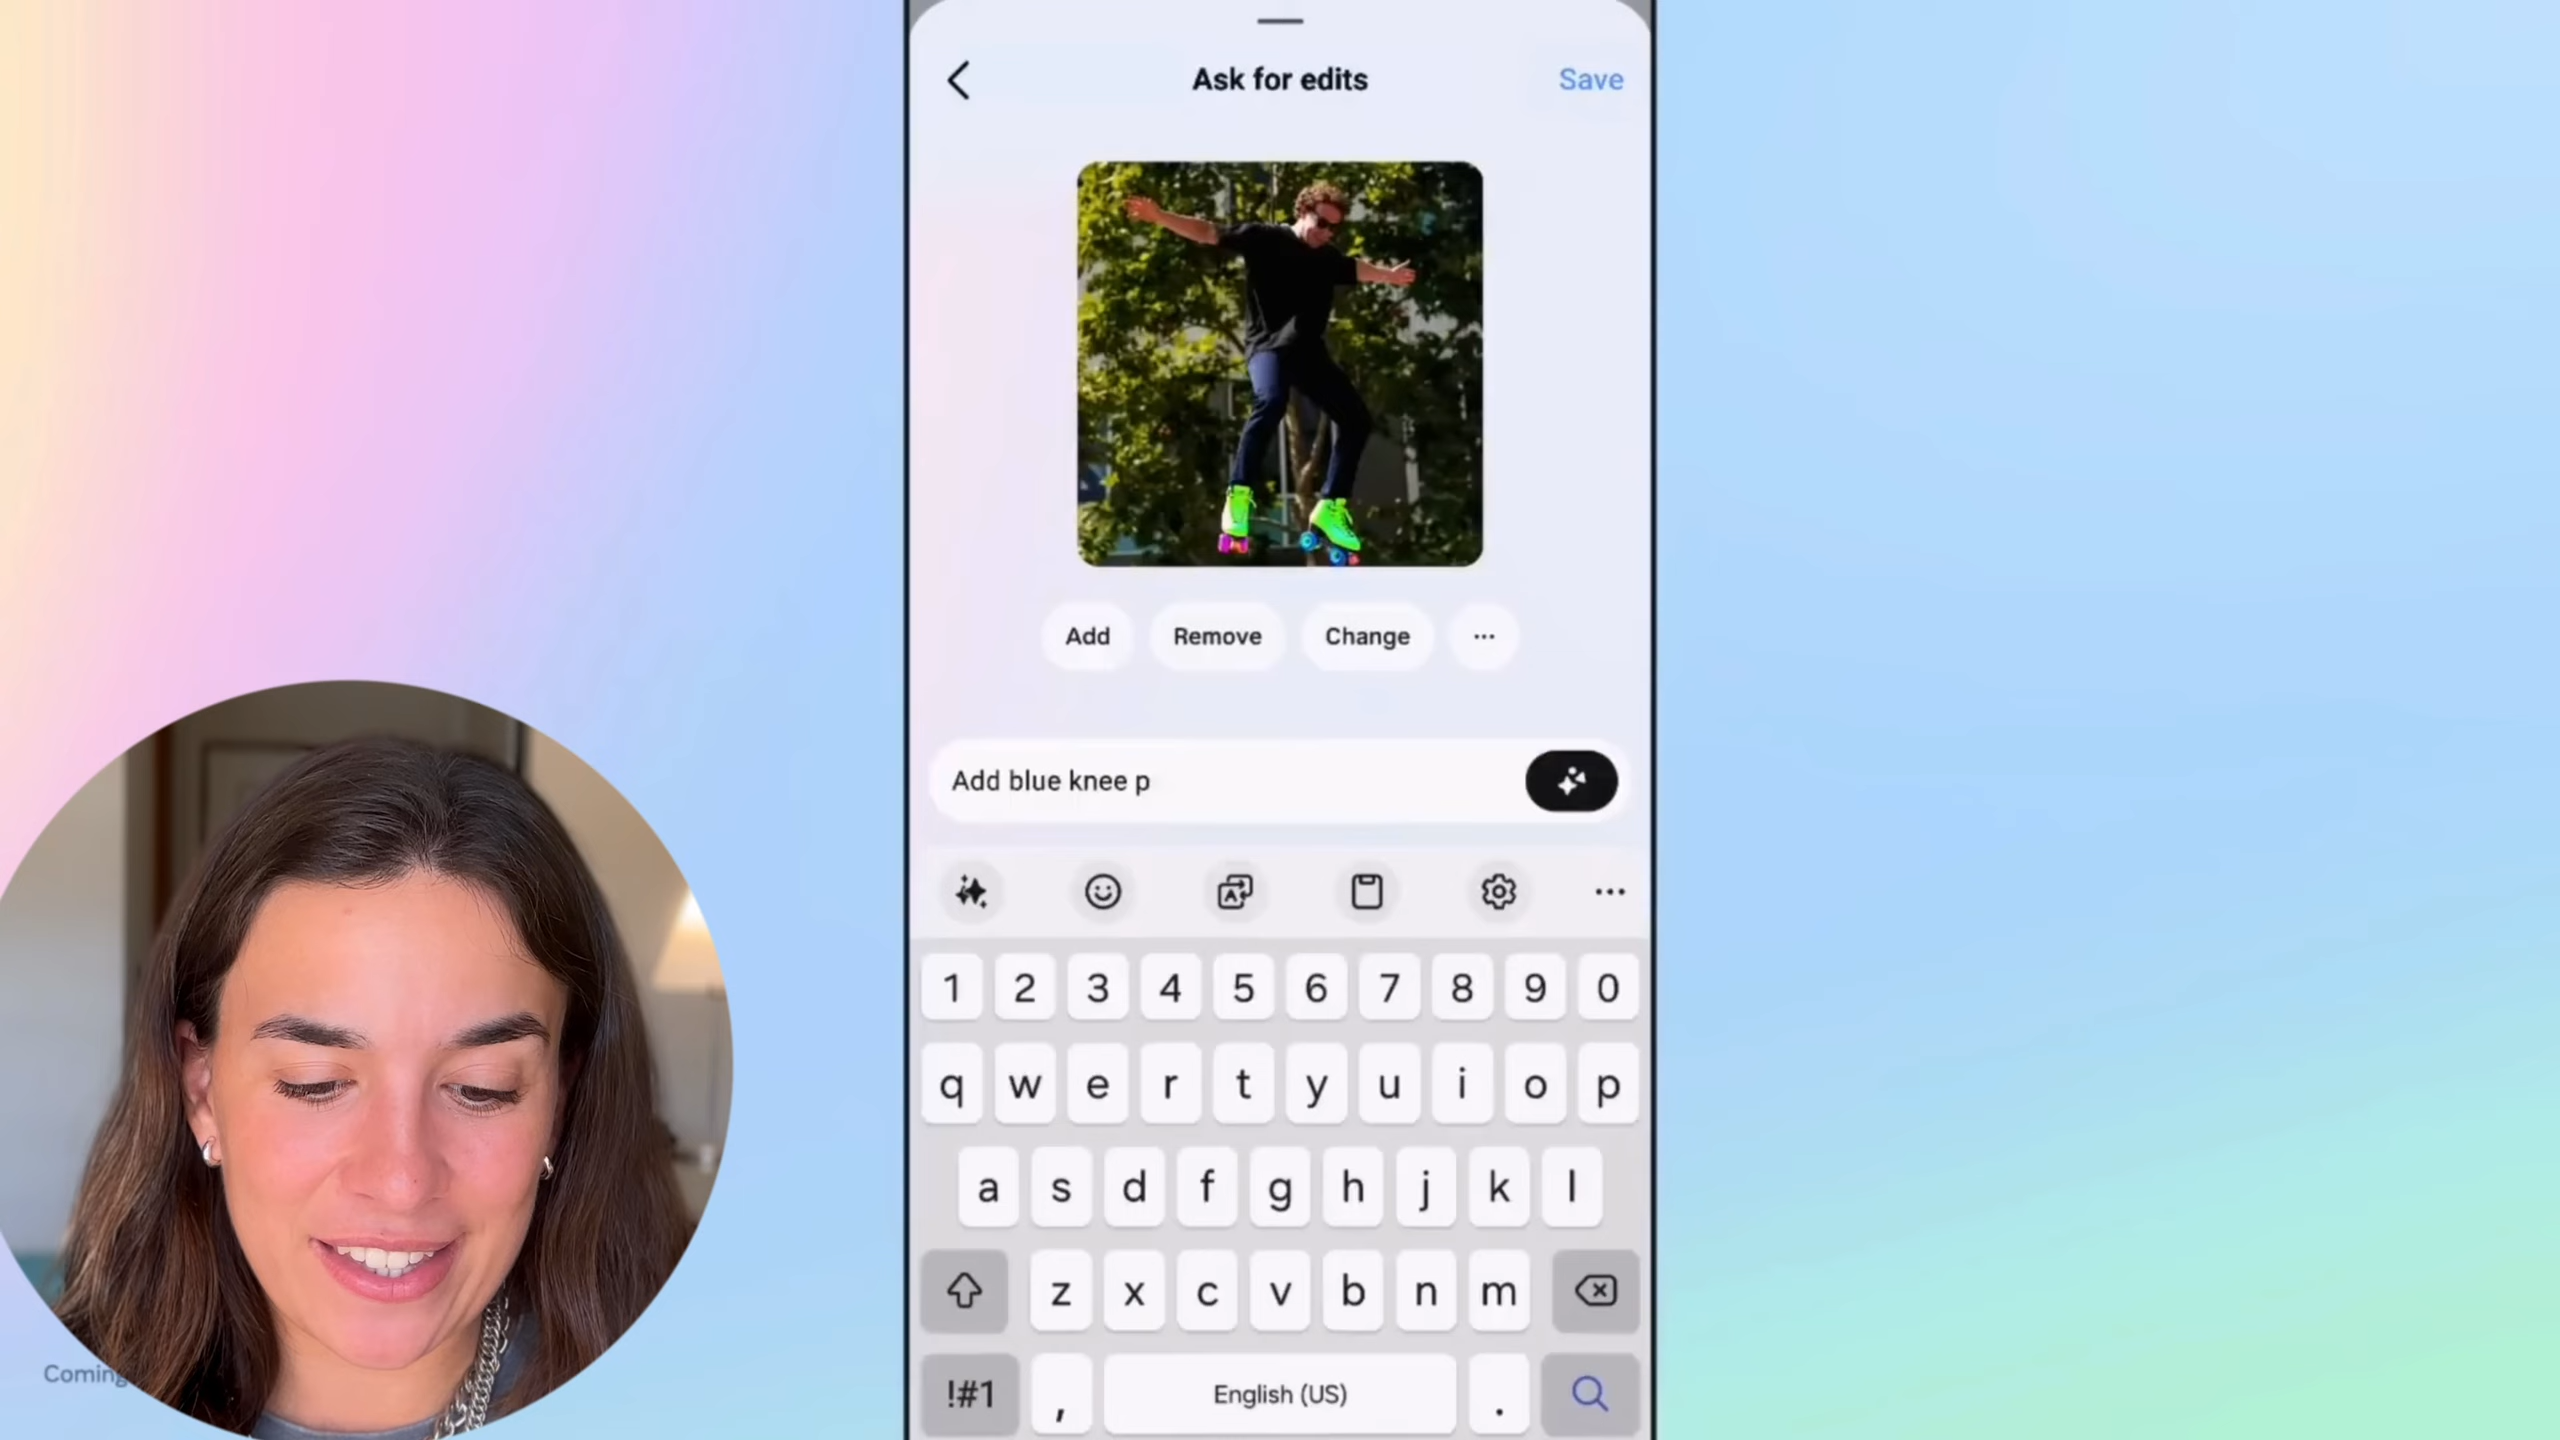 Ask for edits
Save
Add
Remove
Change
...
Add blue knee p
1 2 3 4 5 6 7 8 9 0
q w e r t y u i o p
a s d f g h j k l
z x c v b n m
!#1 , English (US) .
Coming